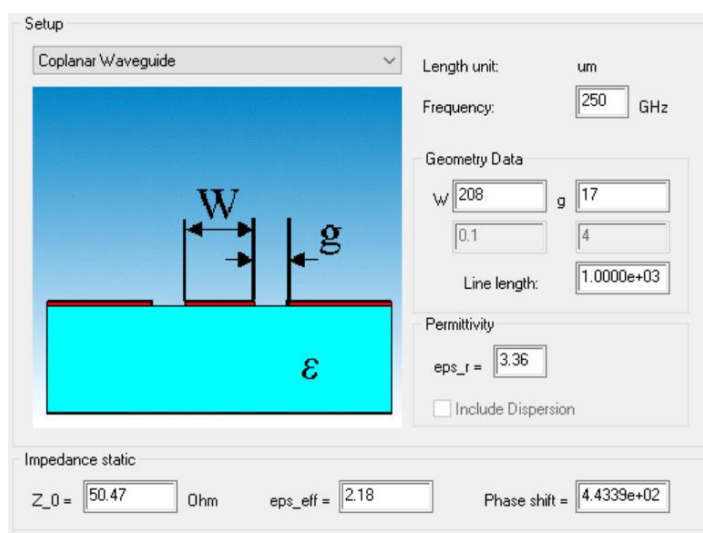 Setup
Coplanar Waveguide
Length unit: um
Frequency: 250 GHz
Geometry Data
W 208 g 17
0.1 4
Line length: 1.0000e+03
Permittivity
eps_r = 3.36
Include Dispersion
W
g
ε
Impedance static
Z_0 = 50.47 Ohm eps_eff = 2.18 Phase shift = 4.4339e+02